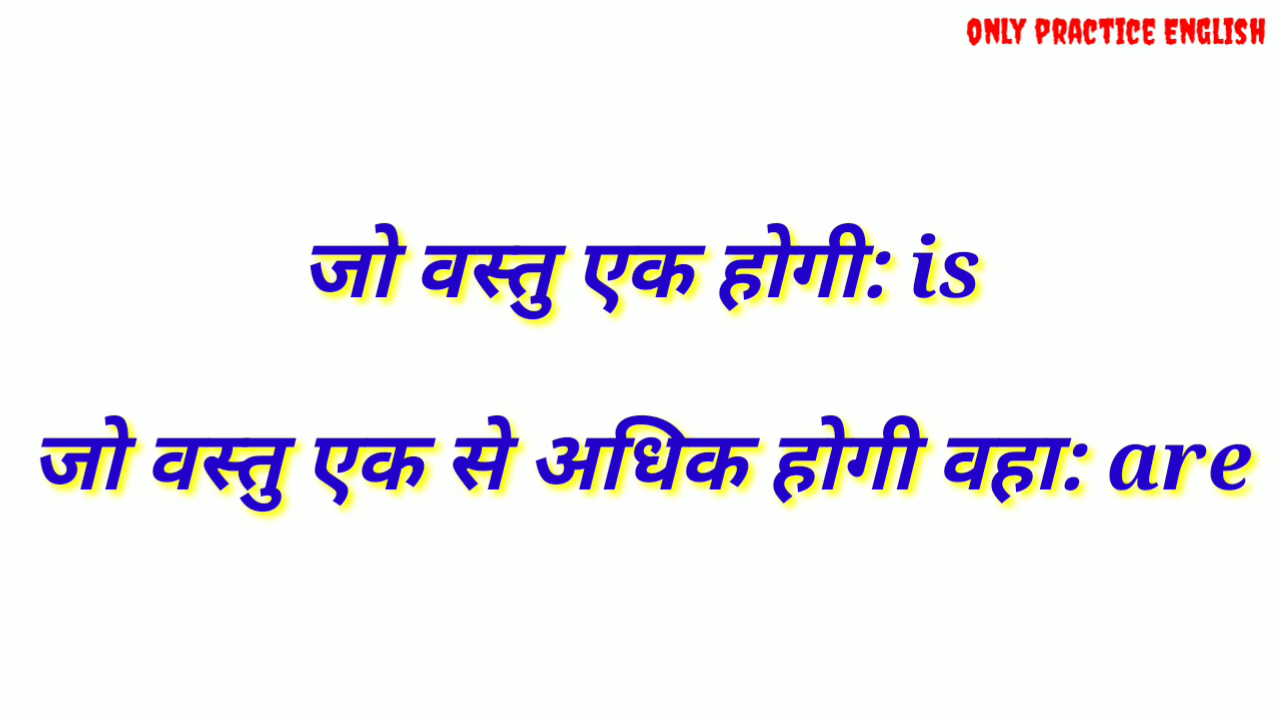 ONLY PRACTICE ENGLISH
जो वस्तु एक होगी: is
जो वस्तु एक से अधिक होगी वहा: are